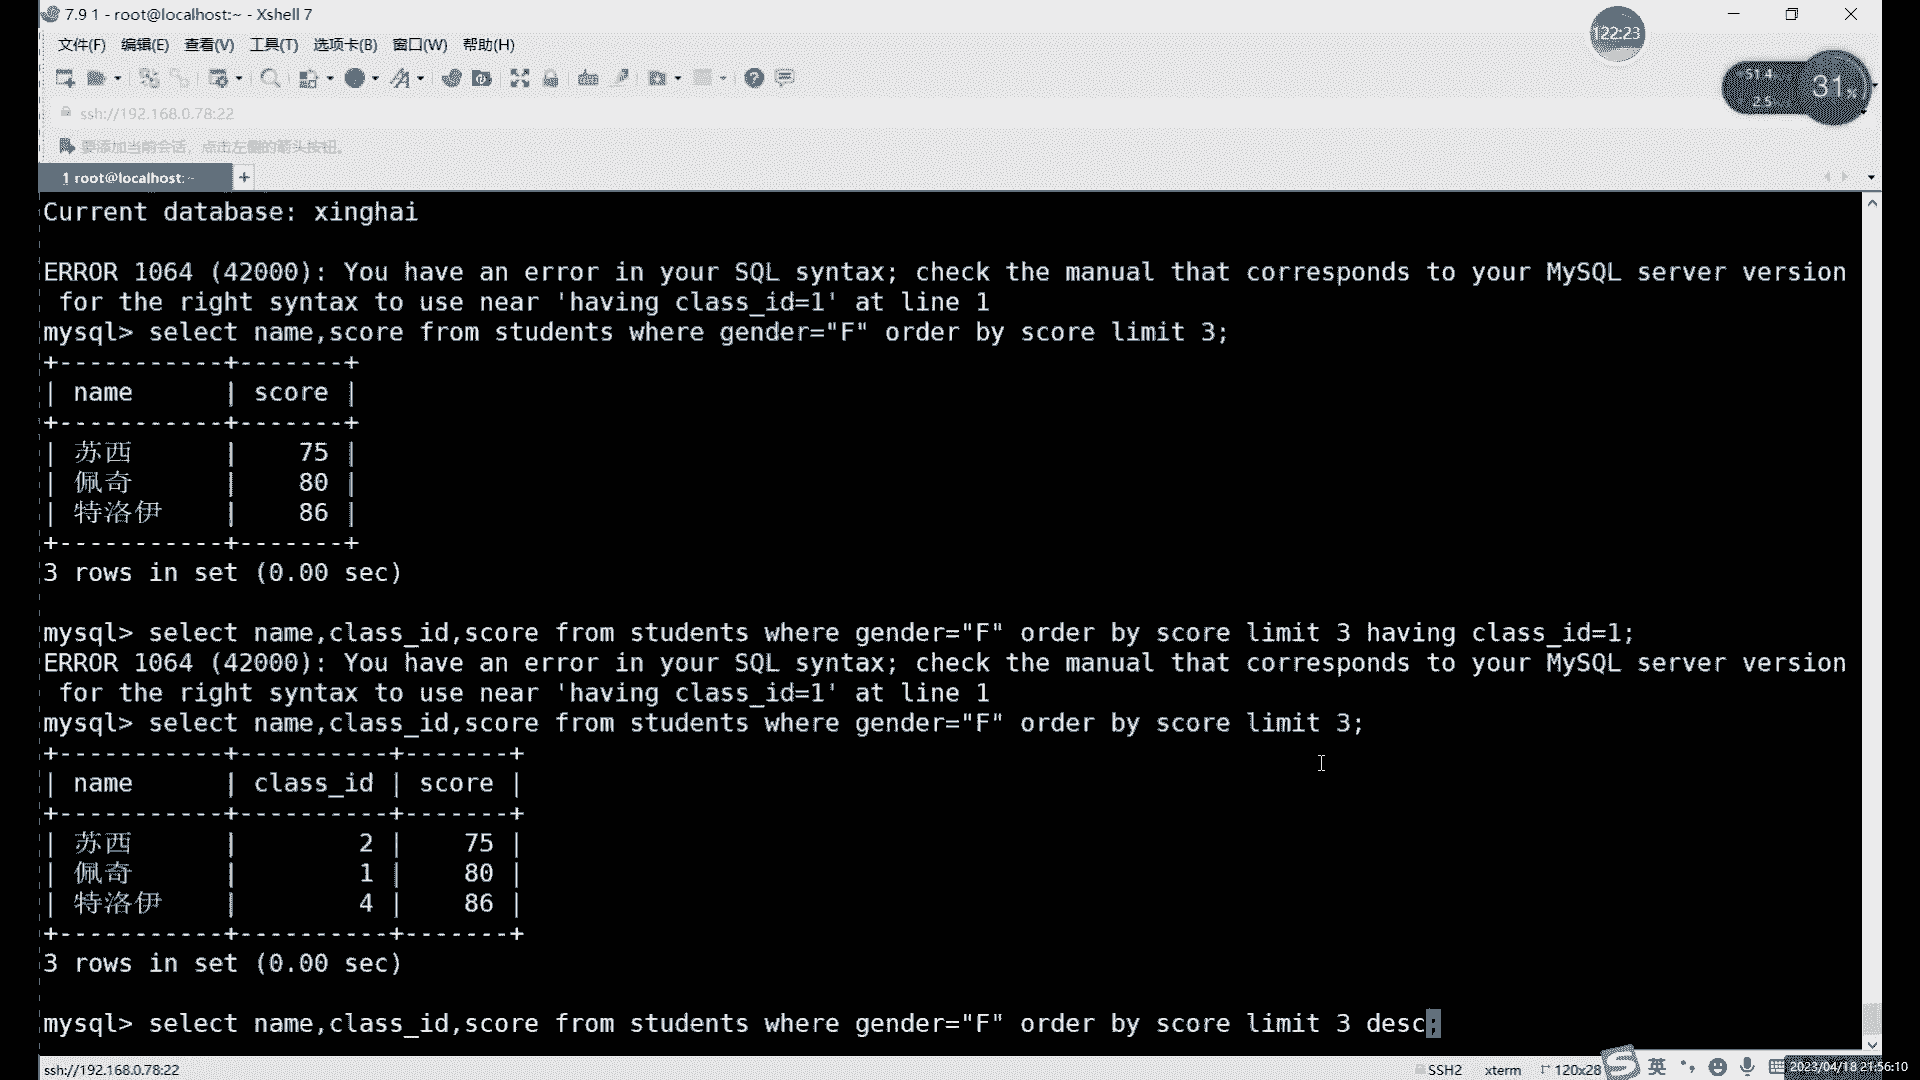 7.9 1 - root@localhost:~ - Xshell 7
122:23
文件(F) 编辑(E) 查看(V) 工具(T) 选项卡(B) 窗口(W) 帮助(H)
51.4
2.5
31%
ssh://192.168.0.78:22
要添加当前会话，点击左侧的箭头按钮。
1 root@localhost:~ +
Current database: xinghai
ERROR 1064 (42000): You have an error in your SQL syntax; check the manual that corresponds to your MySQL server version
for the right syntax to use near 'having class_id=1' at line 1
mysql> select name,score from students where gender="F" order by score limit 3;
+-----------+-------+
| name      | score |
+-----------+-------+
| 苏西      |    75 |
| 佩奇      |    80 |
| 特洛伊    |    86 |
+-----------+-------+
3 rows in set (0.00 sec)
mysql> select name,class_id,score from students where gender="F" order by score limit 3 having class_id=1;
ERROR 1064 (42000): You have an error in your SQL syntax; check the manual that corresponds to your MySQL server version
for the right syntax to use near 'having class_id=1' at line 1
mysql> select name,class_id,score from students where gender="F" order by score limit 3;
+-----------+----------+-------+
| name      | class_id | score |
+-----------+----------+-------+
| 苏西      |        2 |    75 |
| 佩奇      |        1 |    80 |
| 特洛伊    |        4 |    86 |
+-----------+----------+-------+
3 rows in set (0.00 sec)
mysql> select name,class_id,score from students where gender="F" order by score limit 3 desc;
ssh://192.168.0.78:22 SSH2 xterm 120x28 英 2023/04/18 21:56:10